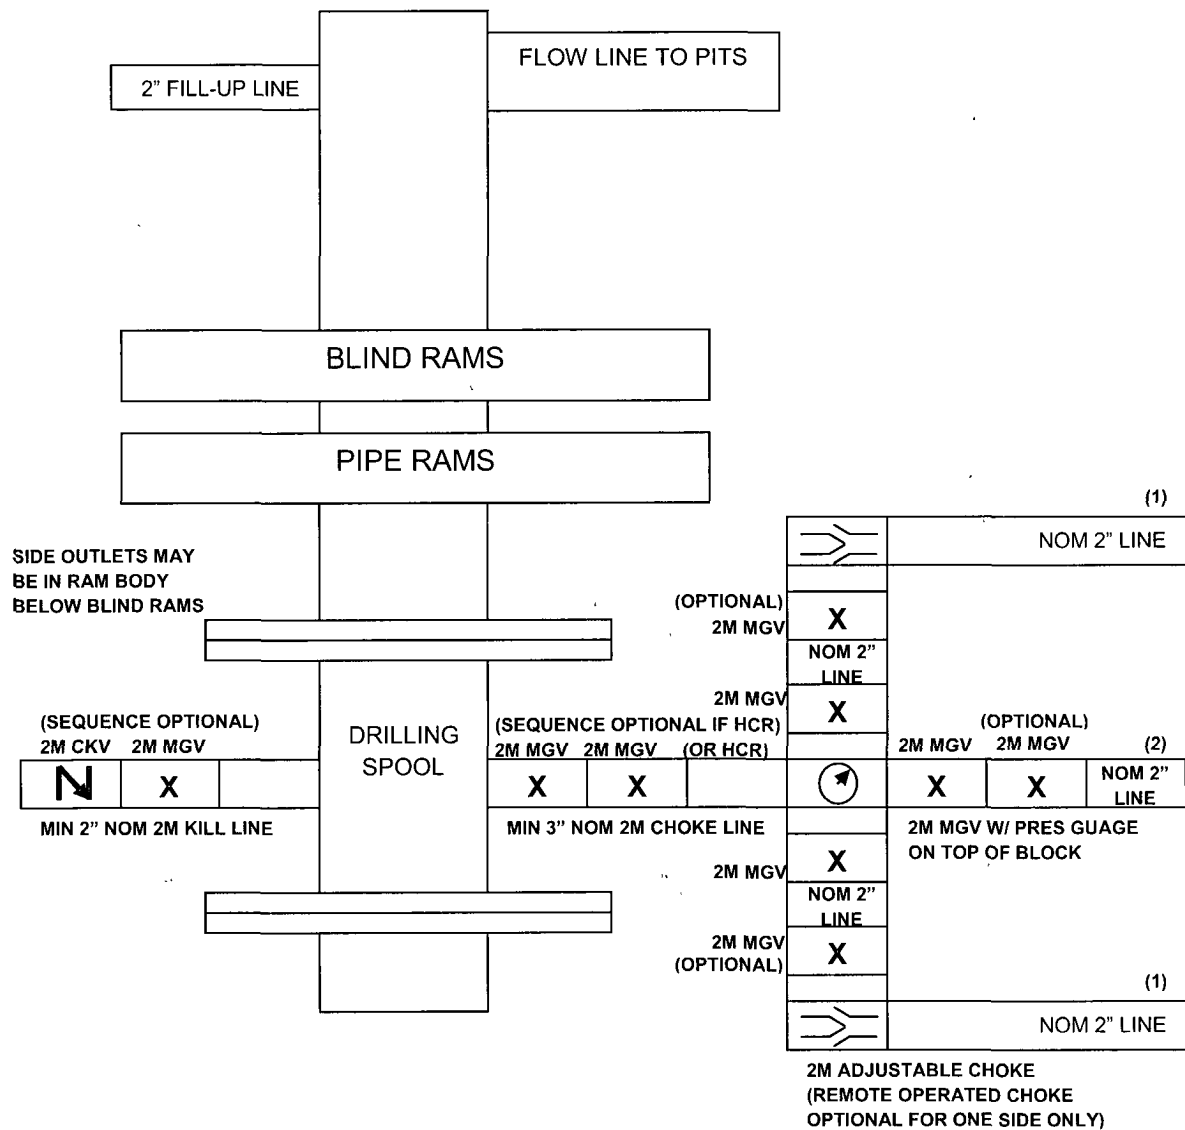 FLOW LINE TO PITS
2" FILL-UP LINE
BLIND RAMS
PIPE RAMS
(1)
NOM 2" LINE
SIDE OUTLETS MAY
BE IN RAM BODY
BELOW BLIND RAMS
(OPTIONAL)
2M MGV
X
NOM 2"
LINE
2M MGV
X
(SEQUENCE OPTIONAL)
2M CKV 2M MGV
X
MIN 2" NOM 2M KILL LINE
DRILLING
SPOOL
(SEQUENCE OPTIONAL IF HCR)
2M MGV 2M MGV (OR HCR)
X X
MIN 3" NOM 2M CHOKE LINE
(OPTIONAL)
2M MGV 2M MGV (2)
X X NOM 2"
LINE
2M MGV W/ PRES GUAGE
ON TOP OF BLOCK
2M MGV
X
NOM 2"
LINE
2M MGV
(OPTIONAL)
X
(1)
NOM 2" LINE
2M ADJUSTABLE CHOKE
(REMOTE OPERATED CHOKE
OPTIONAL FOR ONE SIDE ONLY)